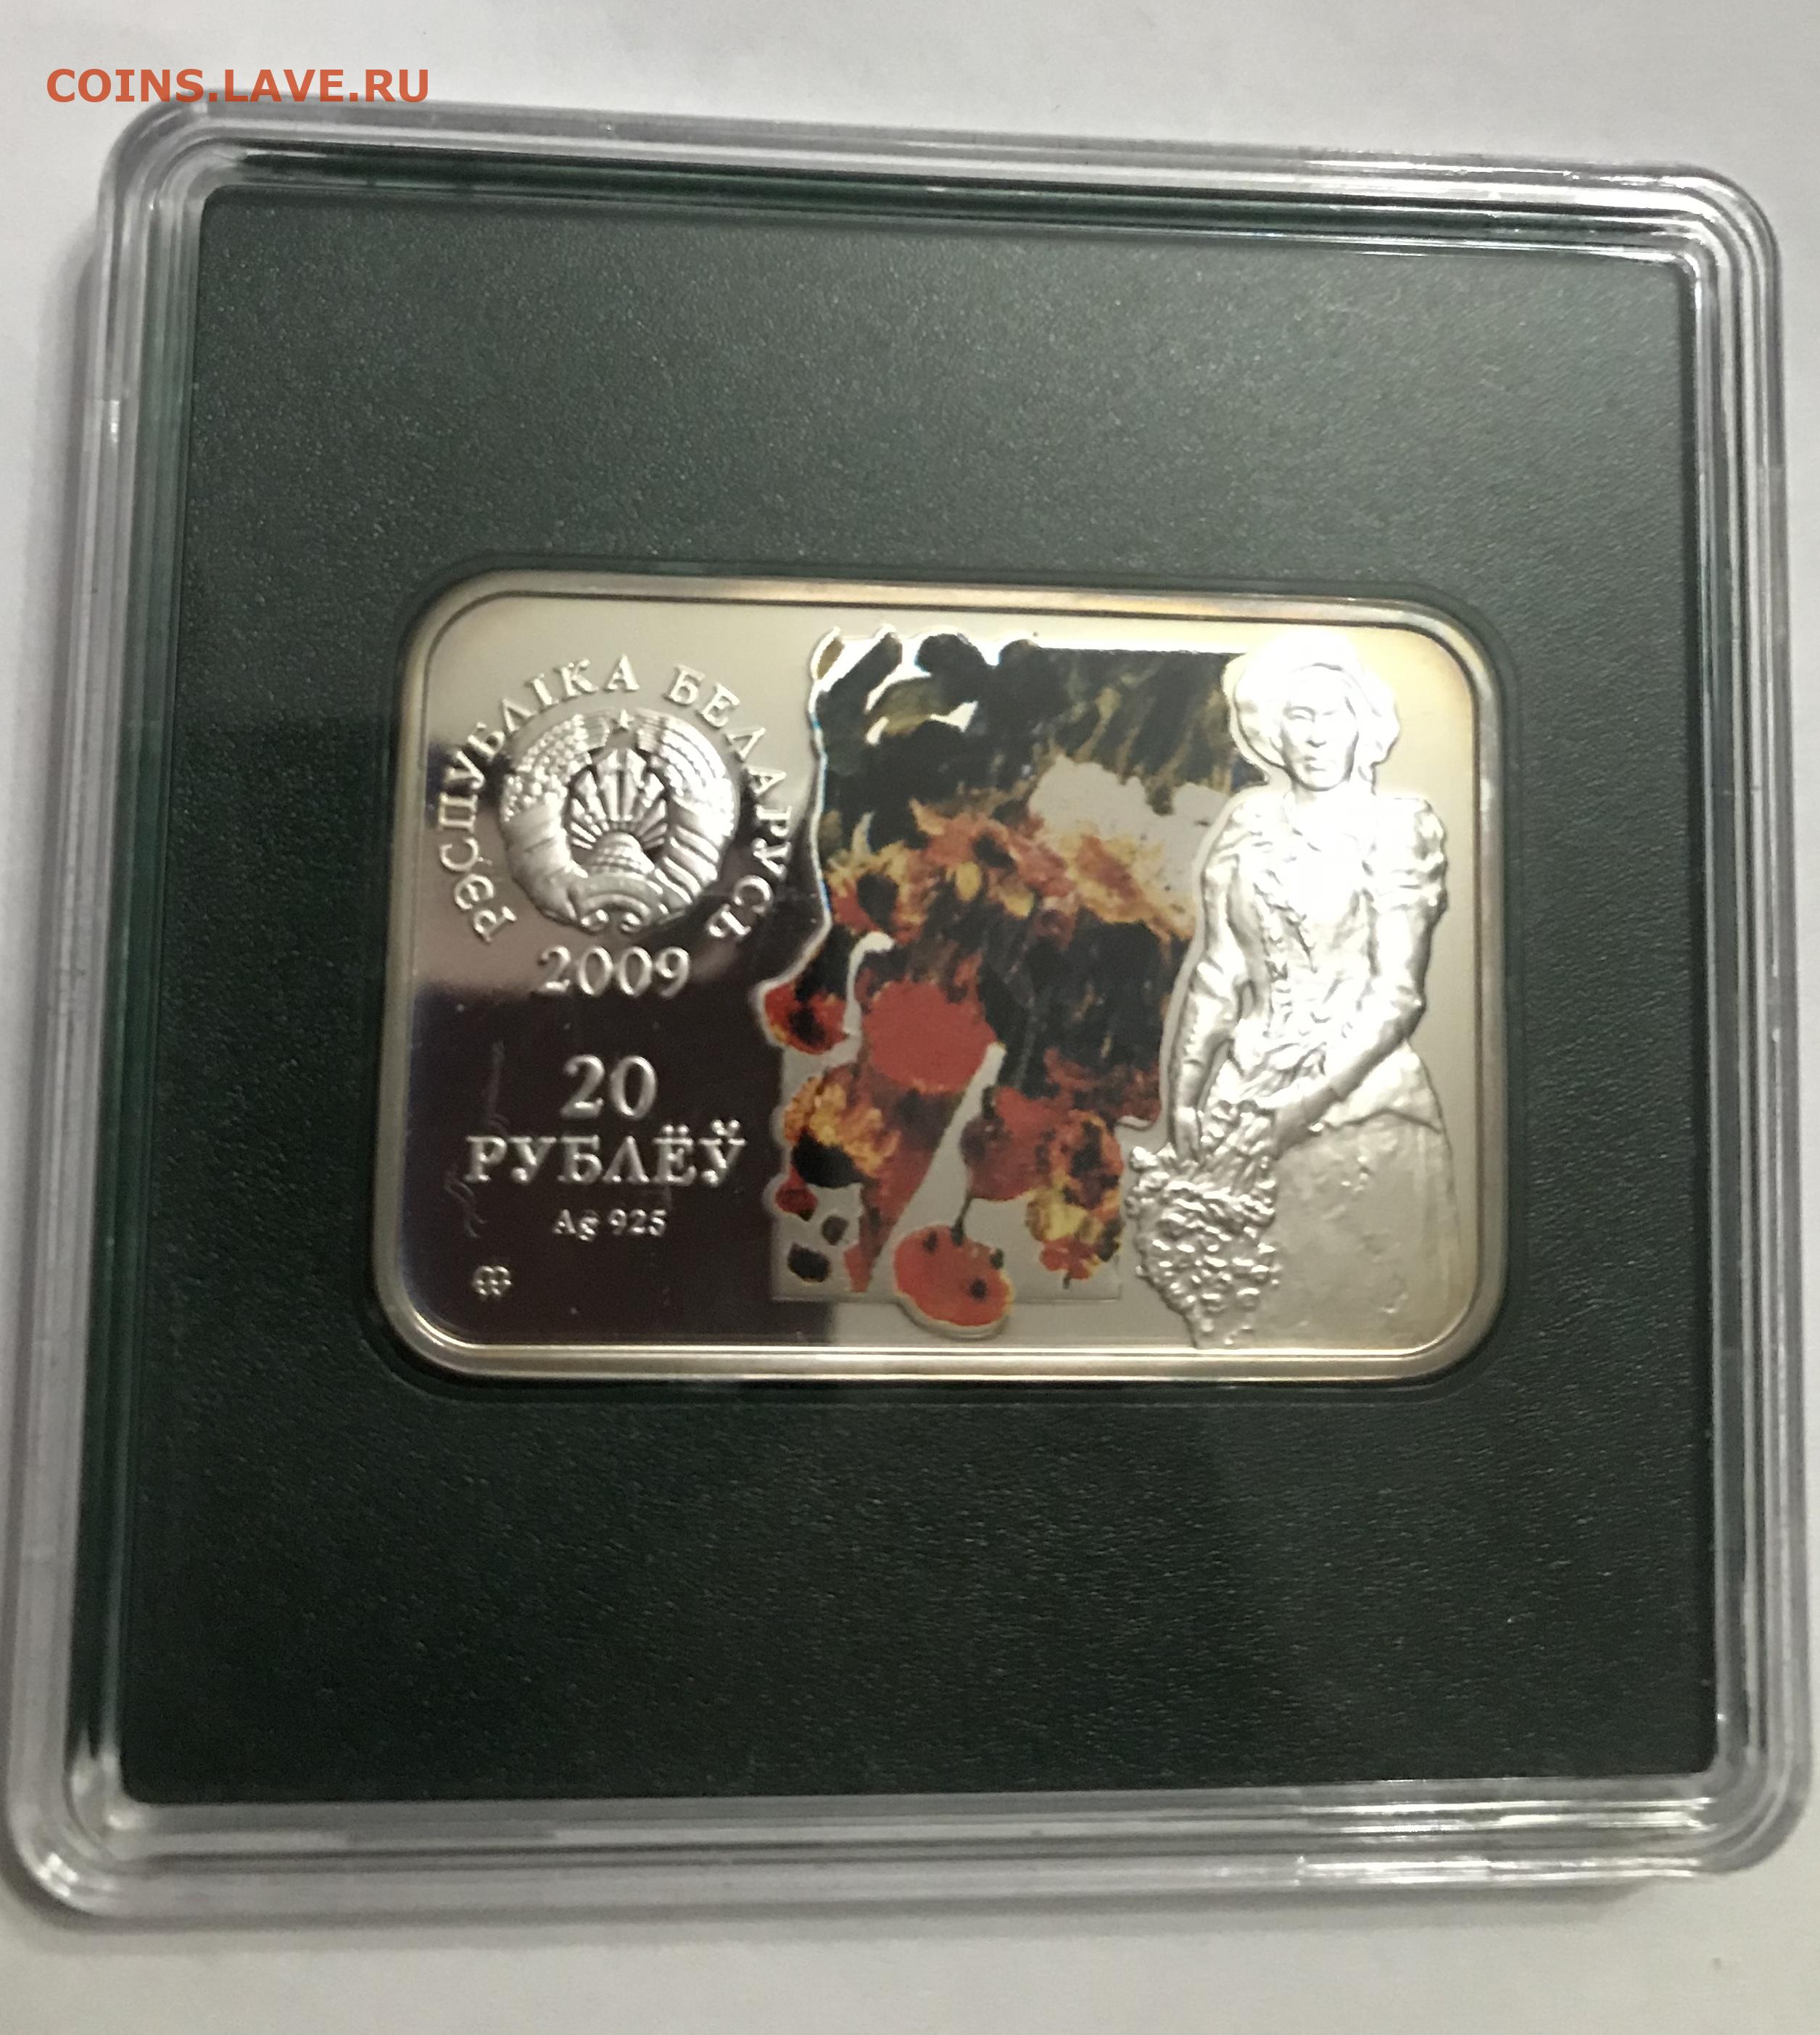 COINS.LAVE.RU
РЭСПУБЛІКА БЕЛАРУСЬ
2009
20
РУБЛЁЎ
Ag 925